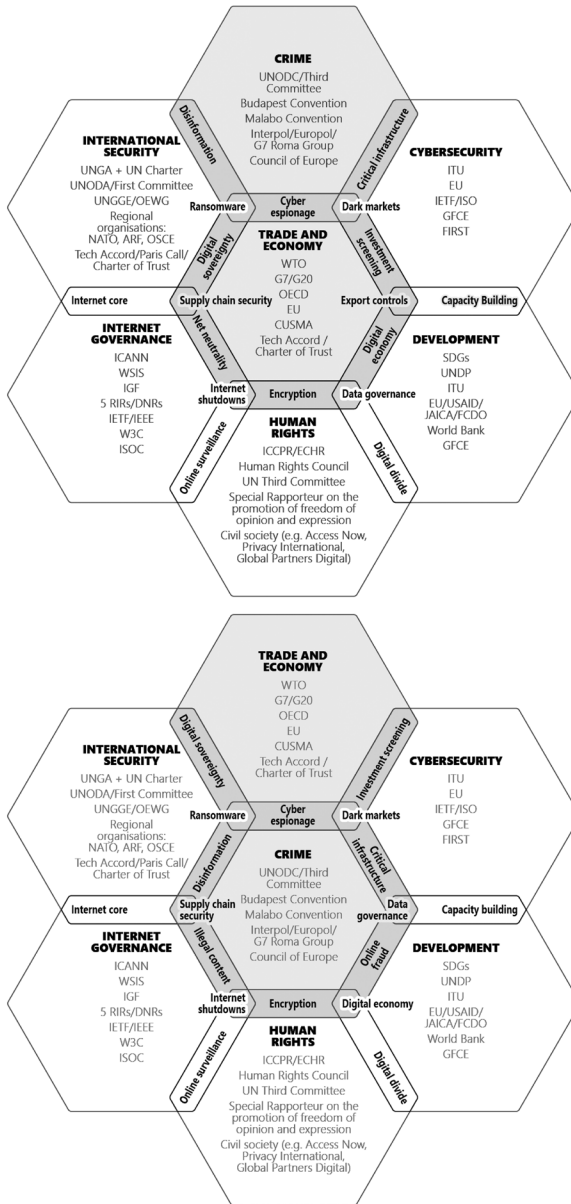 CRIME
UNODC/Third
Committee
Budapest Convention
Malabo Convention
Interpol/Europol/
G7 Roma Group
Council of Europe
Disinformation
Critical infrastructure
INTERNATIONAL
SECURITY
UNGA + UN Charter
UNODA/First Committee
UNGGE/OEWG
Regional
organisations:
NATO, ARF, OSCE
Tech Accord/Paris Call/
Charter of Trust
CYBERSECURITY
ITU
EU
IETF/ISO
GFCE
FIRST
Ransomware
Cyber
espionage
Dark markets
Digital
sovereignty
TRADE AND
ECONOMY
WTO
G7/G20
OECD
EU
CUSMA
Tech Accord /
Charter of Trust
Investment
screening
Internet core
Supply chain security
Export controls
Capacity Building
INTERNET
GOVERNANCE
ICANN
WSIS
IGF
5 RIRs/DNRs
IETF/IEEE
W3C
ISOC
Net neutrality
Digital
economy
DEVELOPMENT
SDGs
UNDP
ITU
EU/USAID/
JAICA/FCDO
World Bank
GFCE
Internet
shutdowns
Encryption
Data governance
Online surveillance
HUMAN
RIGHTS
ICCPR/ECHR
Human Rights Council
UN Third Committee
Special Rapporteur on the
promotion of freedom of
opinion and expression
Civil society (e.g. Access Now,
Privacy International,
Global Partners Digital)
Digital divide
TRADE AND
ECONOMY
WTO
G7/G20
OECD
EU
CUSMA
Tech Accord /
Charter of Trust
Digital sovereignty
Investment screening
INTERNATIONAL
SECURITY
UNGA + UN Charter
UNODA/First Committee
UNGGE/OEWG
Regional
organisations:
NATO, ARF, OSCE
Tech Accord/Paris Call/
Charter of Trust
CYBERSECURITY
ITU
EU
IETF/ISO
GFCE
FIRST
Ransomware
Cyber
espionage
Dark markets
Disinformation
CRIME
UNODC/Third
Committee
Budapest Convention
Malabo Convention
Interpol/Europol/
G7 Roma Group
Council of Europe
Critical
infrastructure
Internet core
Supply chain
security
Data
governance
Capacity building
INTERNET
GOVERNANCE
ICANN
WSIS
IGF
5 RIRs/DNRs
IETF/IEEE
W3C
ISOC
Illegal content
Online
fraud
DEVELOPMENT
SDGs
UNDP
ITU
EU/USAID/
JAICA/FCDO
World Bank
GFCE
Internet
shutdowns
Encryption
Digital economy
Online surveillance
HUMAN
RIGHTS
ICCPR/ECHR
Human Rights Council
UN Third Committee
Special Rapporteur on the
promotion of freedom of
opinion and expression
Civil society (e.g. Access Now,
Privacy International,
Global Partners Digital)
Digital divide